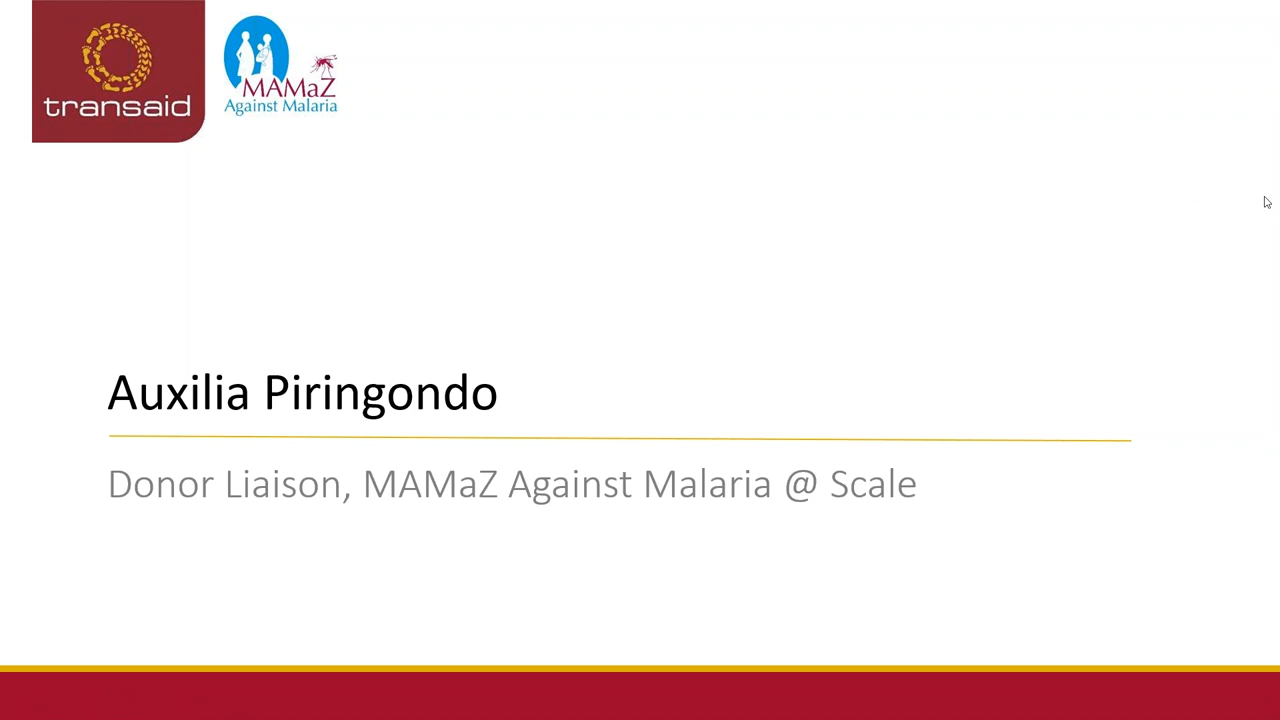 transaid
MAMaZ
Against Malaria
Auxilia Piringondo
Donor Liaison, MAMaZ Against Malaria @ Scale